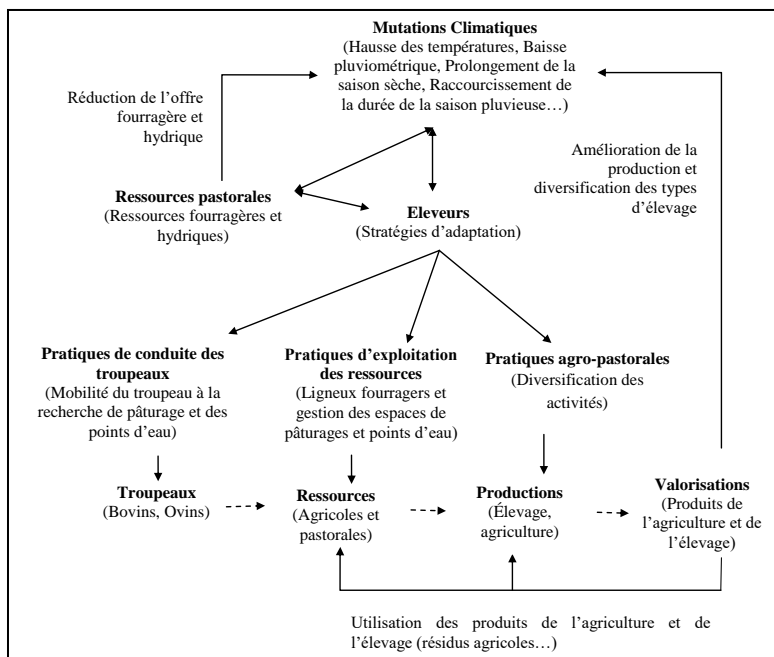 Mutations Climatiques
(Hausse des températures, Baisse
pluviométrique, Prolongement de la
saison sèche, Raccourcissement de
la durée de la saison pluvieuse…)
Réduction de l’offre
fourragère et
hydrique
Amélioration de la
production et
diversification des types
d’élevage
Ressources pastorales
(Ressources fourragères et
hydriques)
Eleveurs
(Stratégies d’adaptation)
Pratiques de conduite des
troupeaux
(Mobilité du troupeau à la
recherche de pâturage et des
points d’eau)
Pratiques d’exploitation
des ressources
(Ligneux fourragers et
gestion des espaces de
pâturages et points d’eau)
Pratiques agro-pastorales
(Diversification des
activités)
Troupeaux
(Bovins, Ovins)
Ressources
(Agricoles et
pastorales)
Productions
(Élevage,
agriculture)
Valorisations
(Produits de
l’agriculture et de
l’élevage)
Utilisation des produits de l’agriculture et de
l’élevage (résidus agricoles…)